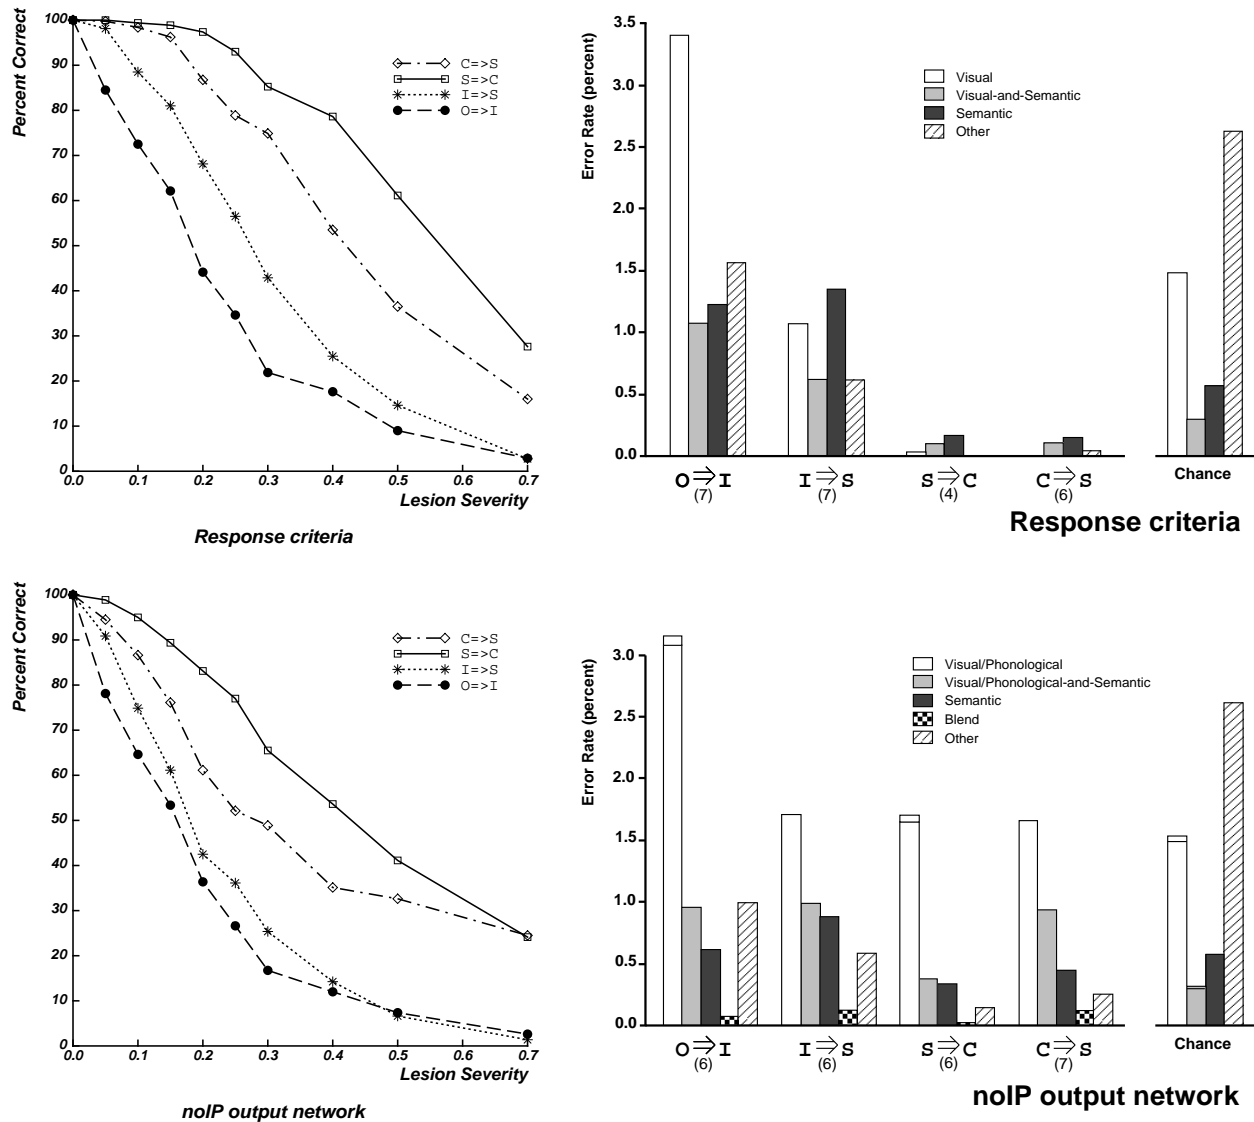 Percent Correct
100
90
80
70
60
50
40
30
20
10
0
C=>S
S=>C
I=>S
O=>I
0.0 0.1 0.2 0.3 0.4 0.5 0.6 0.7
Lesion Severity
Response criteria
Error Rate (percent)
3.5
3.0
2.5
2.0
1.5
1.0
0.5
0.0
Visual
Visual-and-Semantic
Semantic
Other
O⇒I I⇒S S⇒C C⇒S Chance
(7) (7) (4) (6)
Response criteria
Percent Correct
100
90
80
70
60
50
40
30
20
10
0
C=>S
S=>C
I=>S
O=>I
0.0 0.1 0.2 0.3 0.4 0.5 0.6 0.7
Lesion Severity
noIP output network
Error Rate (percent)
3.0
2.5
2.0
1.5
1.0
0.5
0.0
Visual/Phonological
Visual/Phonological-and-Semantic
Semantic
Blend
Other
O⇒I I⇒S S⇒C C⇒S Chance
(6) (6) (6) (7)
noIP output network